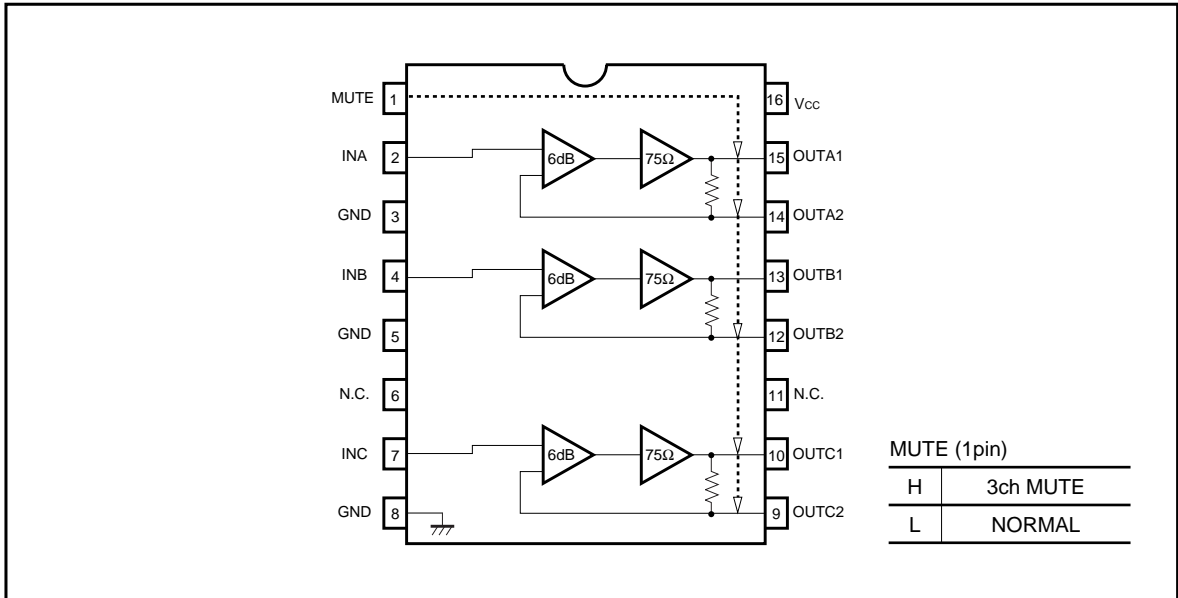 MUTE 1 16 Vcc
INA 2 6dB 75Ω 15 OUTA1
GND 3 14 OUTA2
INB 4 6dB 75Ω 13 OUTB1
GND 5 12 OUTB2
N.C. 6 11 N.C.
INC 7 6dB 75Ω 10 OUTC1
GND 8 9 OUTC2
MUTE (1pin)
H 3ch MUTE
L NORMAL